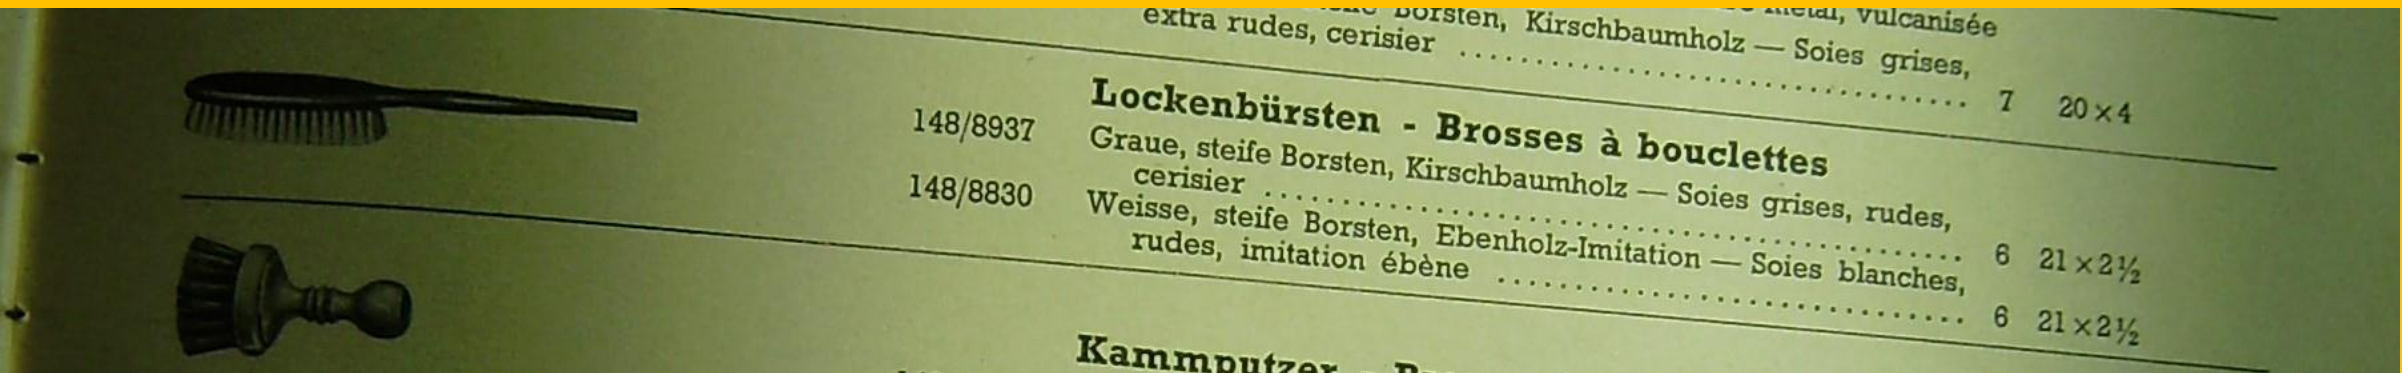 metal, vulcanisée
Borsten, Kirschbaumholz — Soies grises,
extra rudes, cerisier .................................. 7 20 × 4
Lockenbürsten - Brosses à bouclettes
148/8937 Graue, steife Borsten, Kirschbaumholz — Soies grises, rudes,
cerisier .................................................. 6 21 × 2½
148/8830 Weisse, steife Borsten, Ebenholz-Imitation — Soies blanches,
rudes, imitation ébène .................................. 6 21 × 2½
Kammputzer -